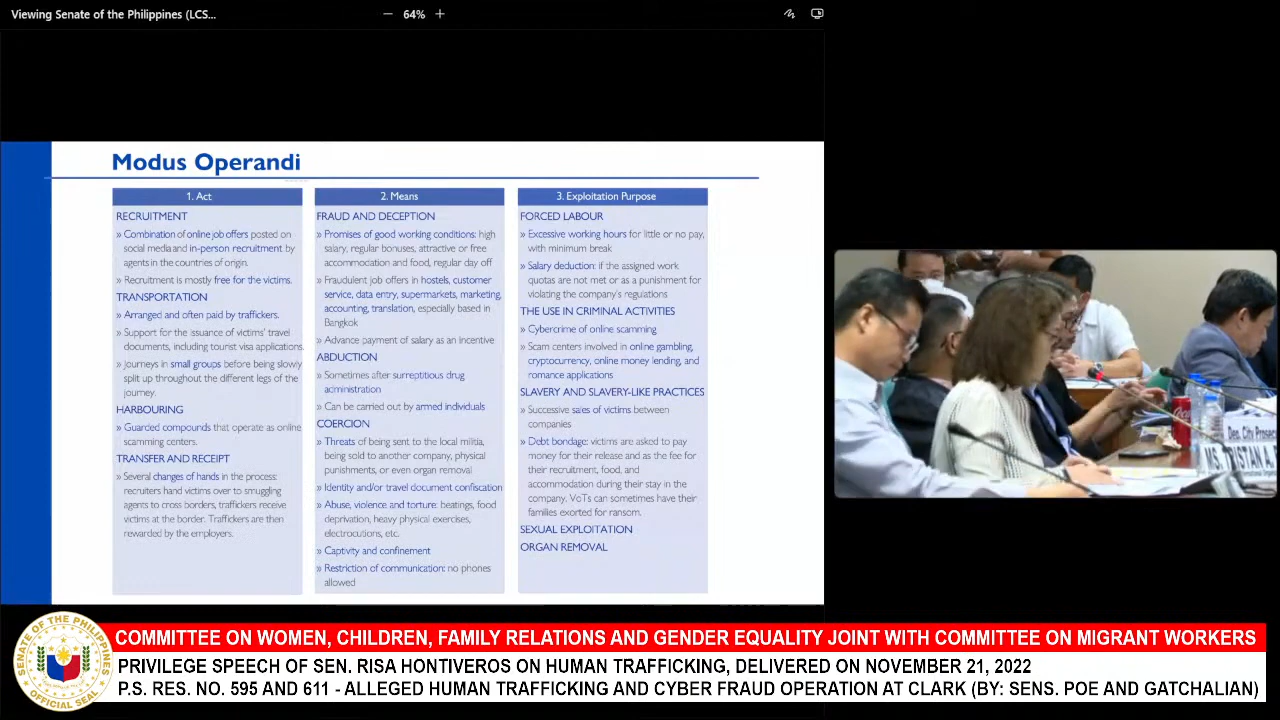 Viewing Senate of the Philippines (LCS...
64%
Modus Operandi
1. Act
RECRUITMENT
» Combination of online job offers posted on
social media and in-person recruitment by
agents in the countries of origin.
» Recruitment is mostly free for the victims.
TRANSPORTATION
» Arranged and often paid by traffickers.
» Support for the issuance of victims' travel
documents, including tourist visa applications.
» Journeys in small groups before being slowly
split up throughout the different legs of the
journey.
HARBOURING
» Guarded compounds that operate as online
scamming centers.
TRANSFER AND RECEIPT
» Several changes of hands in the process:
recruiters hand victims over to smuggling
agents to cross borders, traffickers receive
victims at the border. Traffickers are then
rewarded by the employers.
2. Means
FRAUD AND DECEPTION
» Promises of good working conditions: high
salary, regular bonuses, attractive or free
accommodation and food, regular day off
» Fraudulent job offers in hostels, customer
service, data entry, supermarkets, marketing,
accounting, translation, especially based in
Bangkok
» Advance payment of salary as an incentive
ABDUCTION
» Sometimes after surreptitious drug
administration
» Can be carried out by armed individuals
COERCION
» Threats of being sent to the local militia,
being sold to another company, physical
punishments, or even organ removal
» Identity and/or travel document confiscation
» Abuse, violence and torture: beatings, food
deprivation, heavy physical exercises,
electrocutions, etc.
» Captivity and confinement
» Restriction of communication: no phones
allowed
3. Exploitation Purpose
FORCED LABOUR
» Excessive working hours for little or no pay,
with minimum break
» Salary deduction: if the assigned work
quotas are not met or as a punishment for
violating the company's regulations
THE USE IN CRIMINAL ACTIVITIES
» Cybercrime of online scamming
» Scam centers involved in online gambling,
cryptocurrency, online money lending, and
romance applications
SLAVERY AND SLAVERY-LIKE PRACTICES
» Successive sales of victims between
companies
» Debt bondage: victims are asked to pay
money for their release and as the fee for
their recruitment, food, and
accommodation during their stay in the
company. VoTs can sometimes have their
families exorted for ransom.
SEXUAL EXPLOITATION
ORGAN REMOVAL
Dep. City Prosec
MS. TRISTAN A.
SENATE OF THE PHILIPPINES
OFFICIAL SEAL
COMMITTEE ON WOMEN, CHILDREN, FAMILY RELATIONS AND GENDER EQUALITY JOINT WITH COMMITTEE ON MIGRANT WORKERS
PRIVILEGE SPEECH OF SEN. RISA HONTIVEROS ON HUMAN TRAFFICKING, DELIVERED ON NOVEMBER 21, 2022
P.S. RES. NO. 595 AND 611 - ALLEGED HUMAN TRAFFICKING AND CYBER FRAUD OPERATION AT CLARK (BY: SENS. POE AND GATCHALIAN)